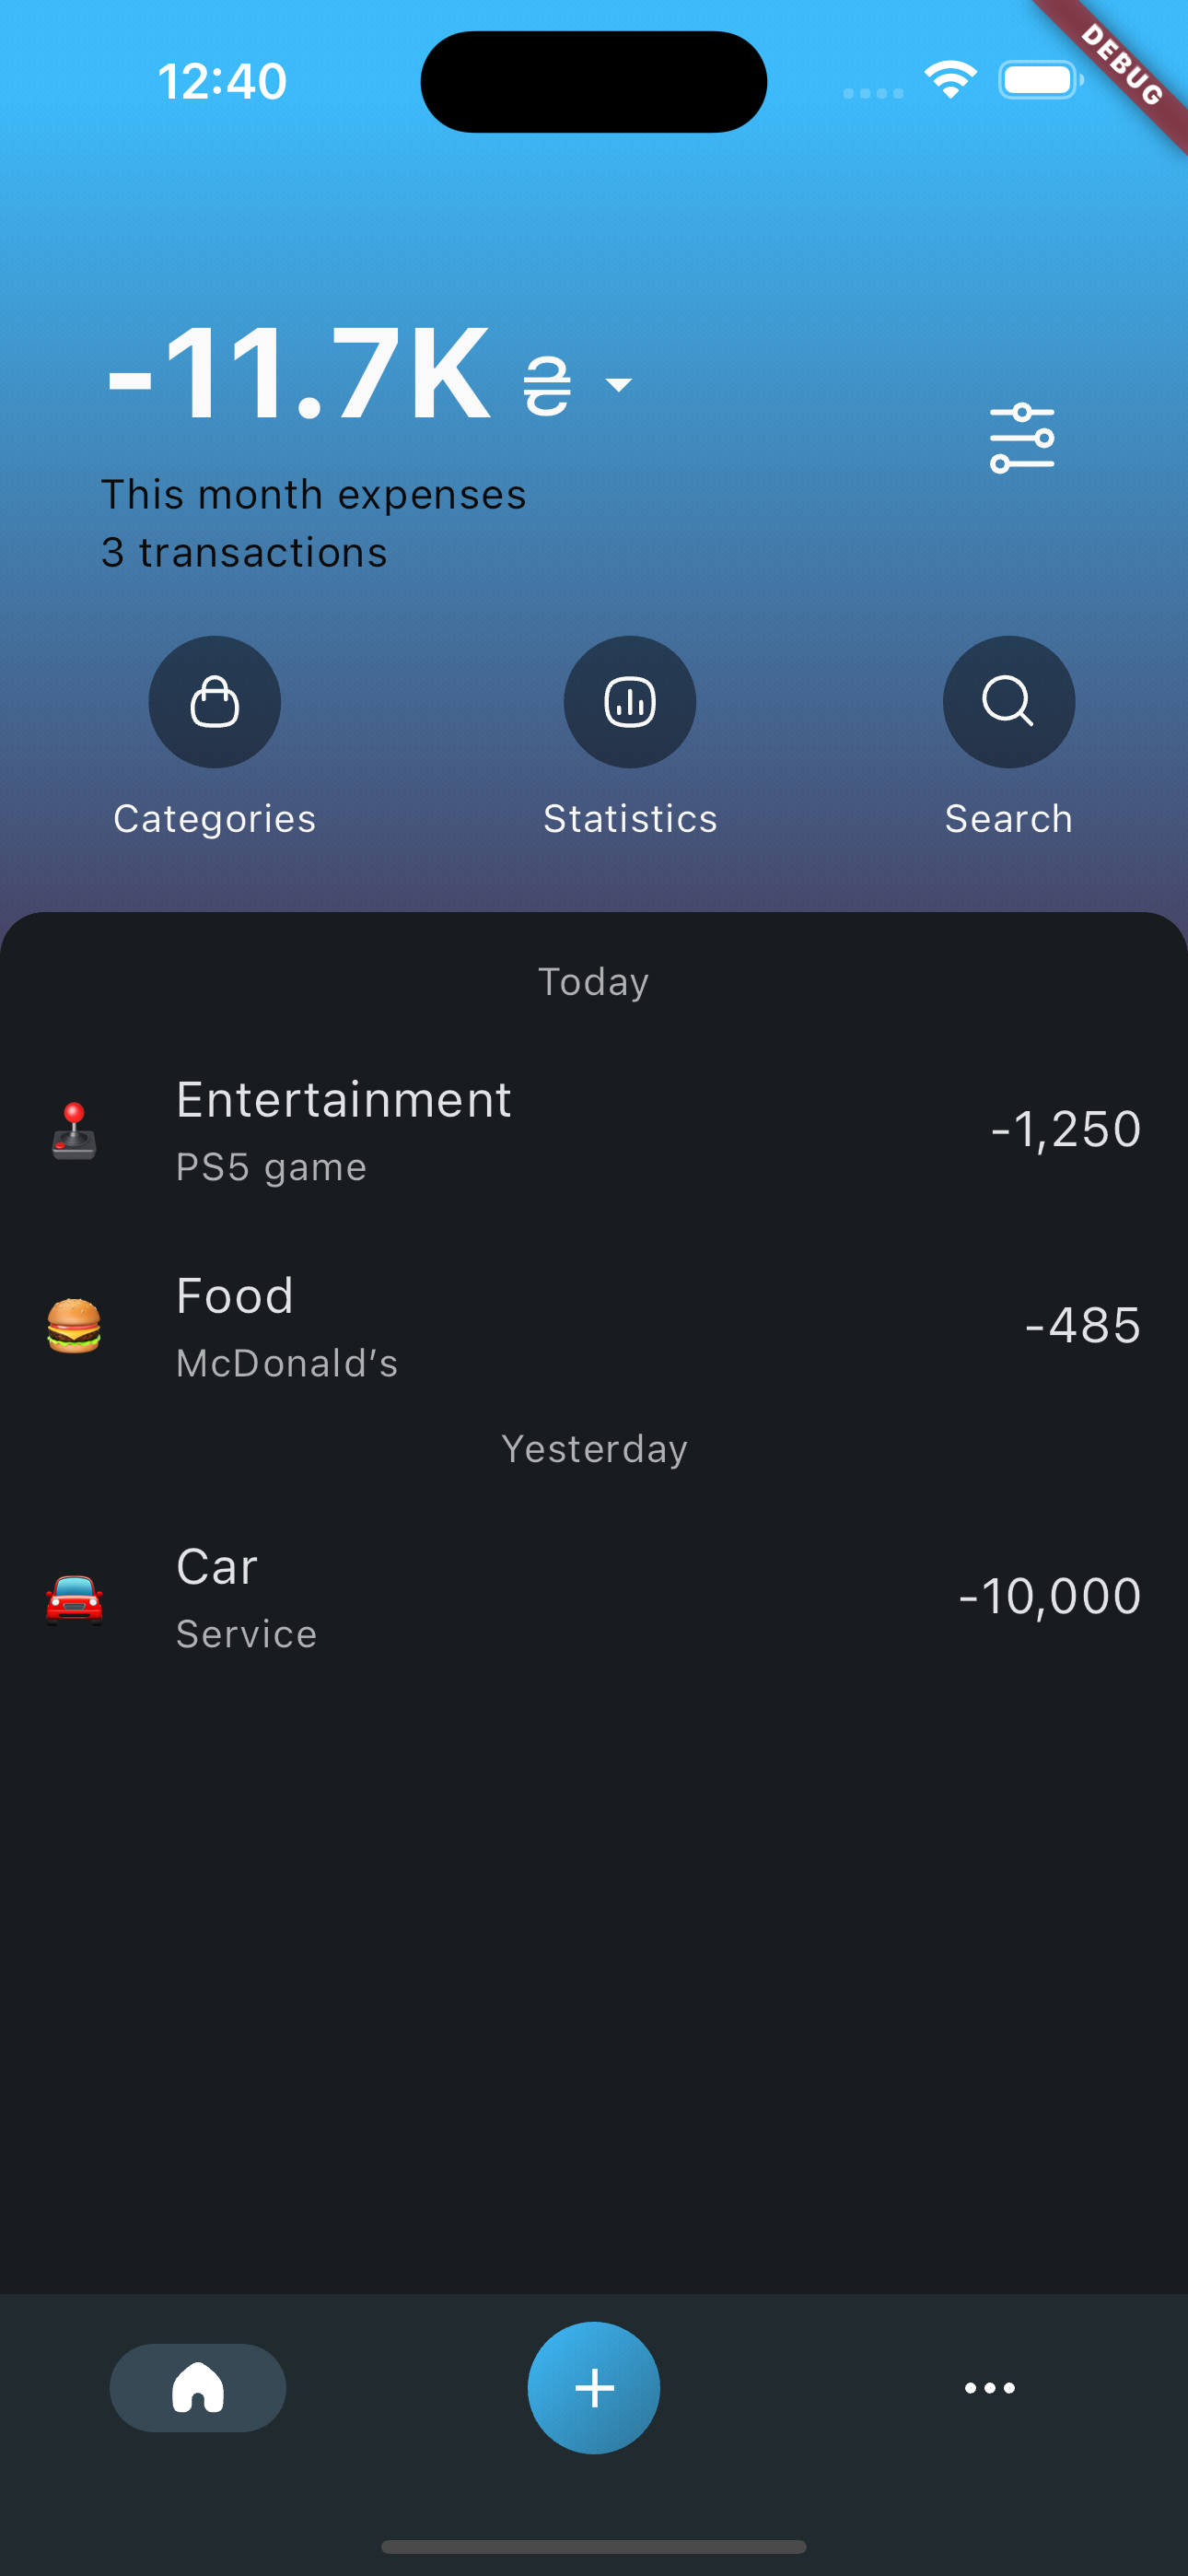 12:40
DEBUG
-11.7K ₴
This month expenses
3 transactions
Categories
Statistics
Search
Today
Entertainment
PS5 game
-1,250
Food
McDonald’s
-485
Yesterday
Car
Service
-10,000